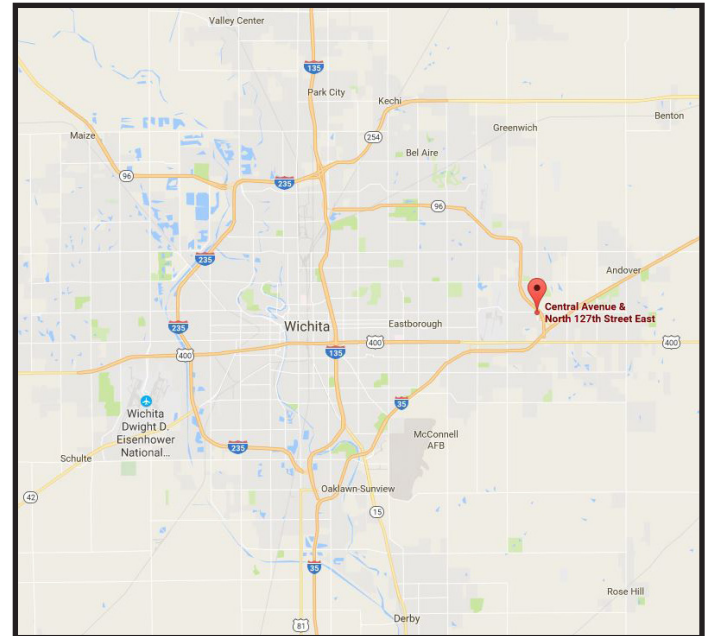 Valley Center
135
Park City
Kechi
Benton
Greenwich
254
Maize
Bel Aire
96
235
96
235
Andover
Central Avenue &
North 127th Street East
235
Wichita
Eastborough
400
135
400
400
Wichita
Dwight D.
Eisenhower
National...
35
McConnell
AFB
235
Schulte
Oaklawn-Sunview
42
15
35
Rose Hill
81
Derby